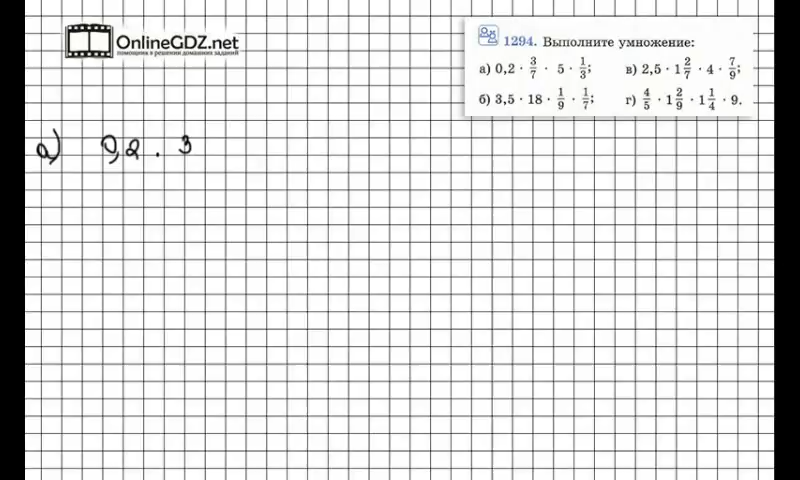 OnlineGDZ.net
помощник в решении домашних заданий
1294. Выполните умножение:
а) 0,2 · 3/7 · 5 · 1/3;
в) 2,5 · 1 2/7 · 4 · 7/9;
б) 3,5 · 18 · 1/9 · 1/7;
г) 4/5 · 1 2/9 · 1 1/4 · 9.
а) 0,2 · 3